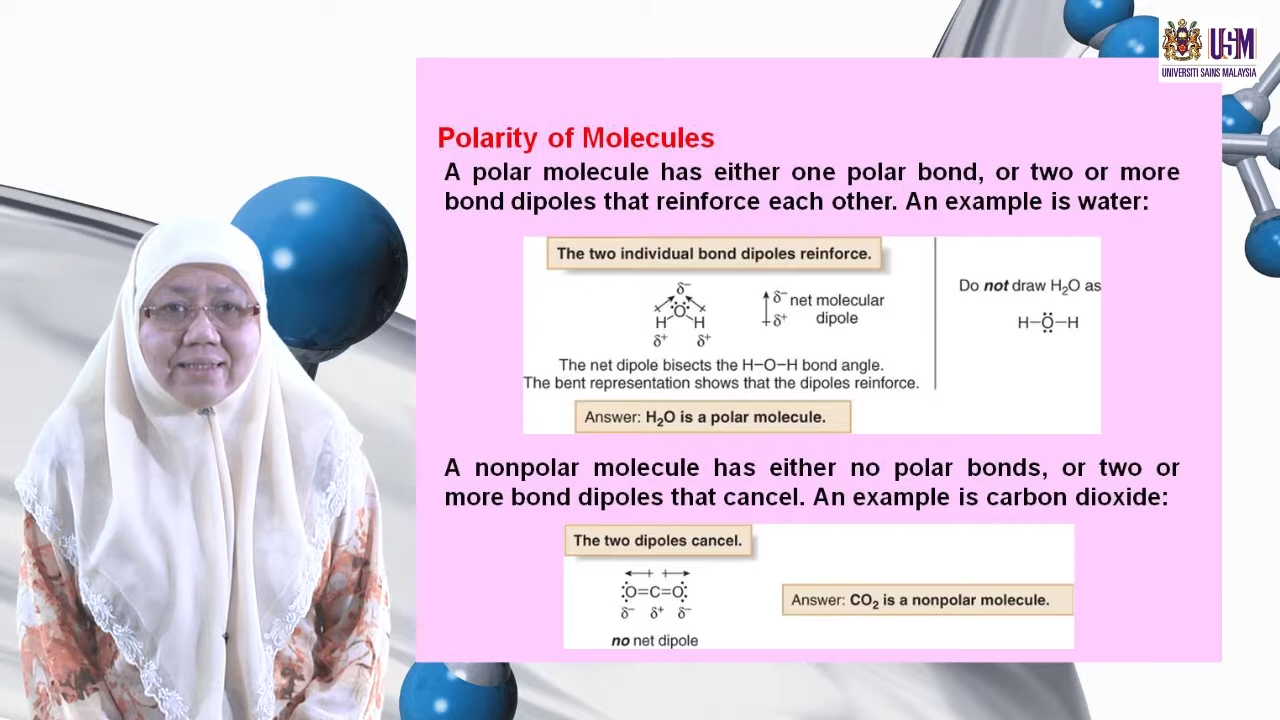 USM
UNIVERSITI SAINS MALAYSIA
Polarity of Molecules
A polar molecule has either one polar bond, or two or more
bond dipoles that reinforce each other. An example is water:
The two individual bond dipoles reinforce.
δ⁻
O
H H
δ⁺ δ⁺
δ⁻ net molecular
δ⁺ dipole
The net dipole bisects the H−O−H bond angle.
The bent representation shows that the dipoles reinforce.
Answer: H₂O is a polar molecule.
Do not draw H₂O as
H−O−H
A nonpolar molecule has either no polar bonds, or two or
more bond dipoles that cancel. An example is carbon dioxide:
The two dipoles cancel.
O=C=O
δ⁻ δ⁺ δ⁻
no net dipole
Answer: CO₂ is a nonpolar molecule.